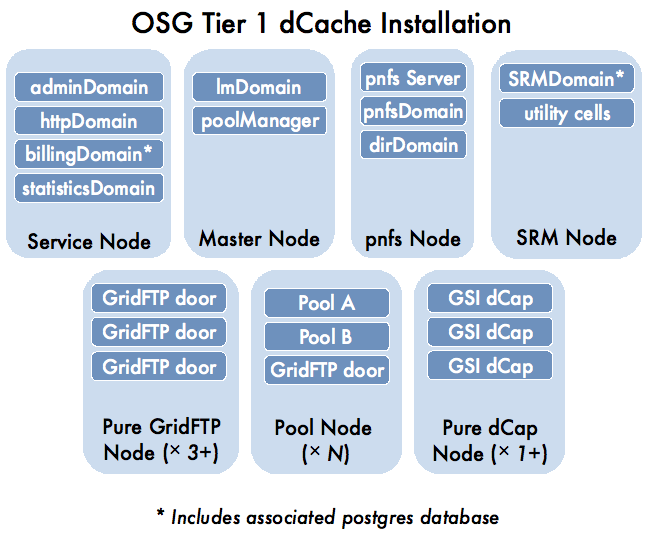 OSG Tier 1 dCache Installation
adminDomain
httpDomain
billingDomain*
statisticsDomain
Service Node
lmDomain
poolManager
Master Node
pnfs Server
pnfsDomain
dirDomain
pnfs Node
SRMDomain*
utility cells
SRM Node
GridFTP door
GridFTP door
GridFTP door
Pure GridFTP
Node (× 3+)
Pool A
Pool B
GridFTP door
Pool Node
(× N)
GSI dCap
GSI dCap
GSI dCap
Pure dCap
Node (× 1+)
* Includes associated postgres database